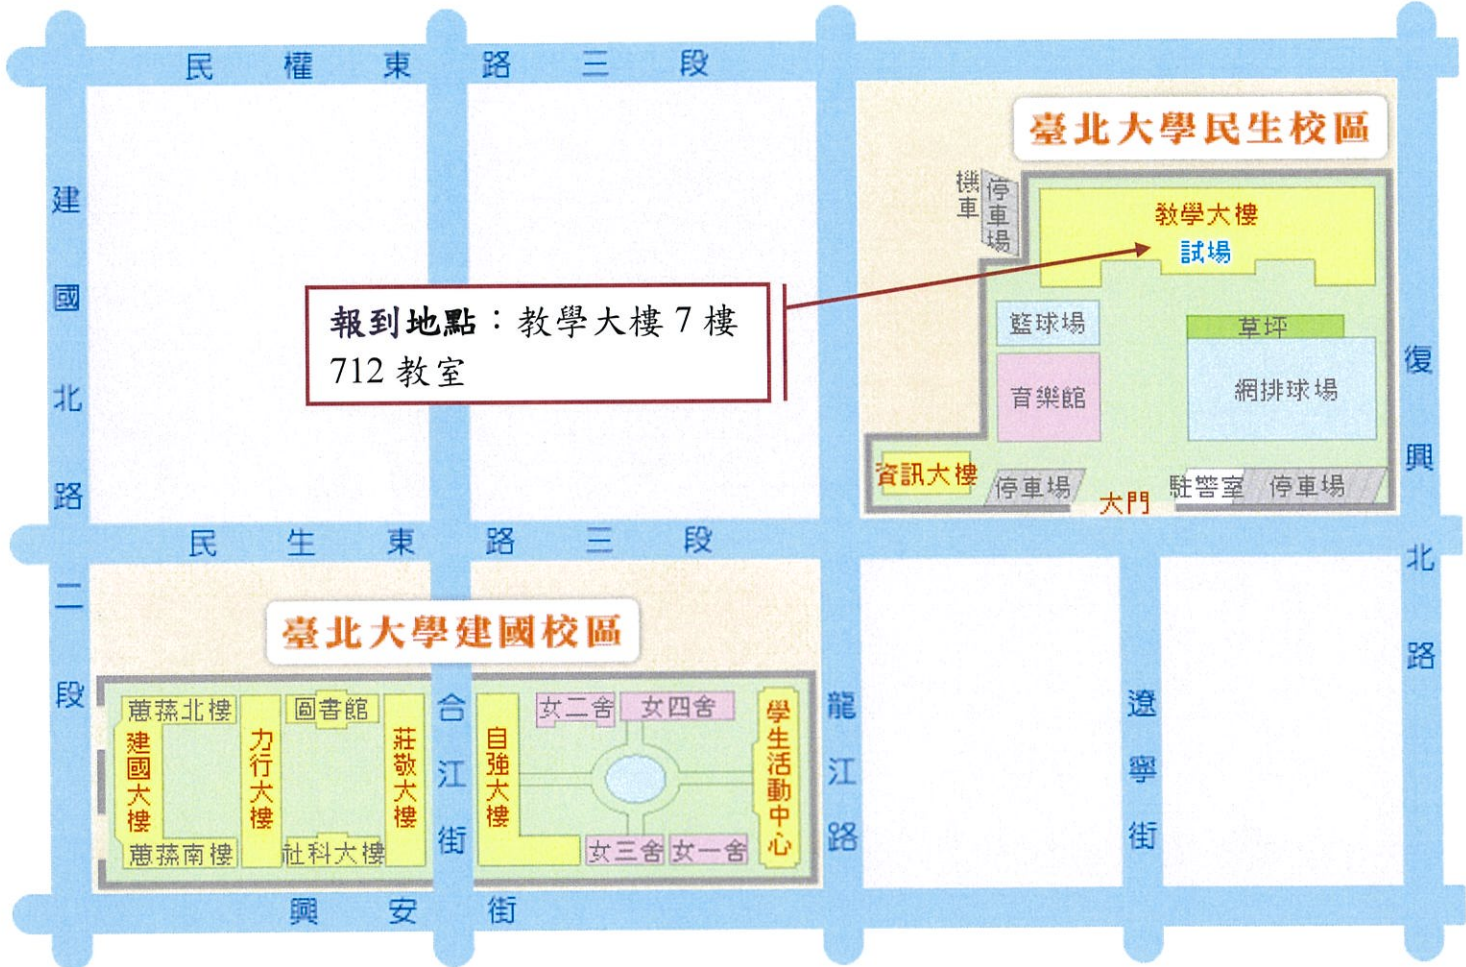 民權東路三段
臺北大學民生校區
建國北路二段
機車
停車場
教學大樓
試場
報到地點：教學大樓 7 樓
712 教室
籃球場
草坪
育樂館
網排球場
復興北路
資訊大樓
停車場
大門
駐警室
停車場
民生東路三段
臺北大學建國校區
蒽蓀北樓
圖書館
女二舍
女四舍
建國大樓
力行大樓
莊敬大樓
合江街
自強大樓
學生活動中心
龍江路
遼寧街
蒽蓀南樓
社科大樓
女三舍
女一舍
興安街